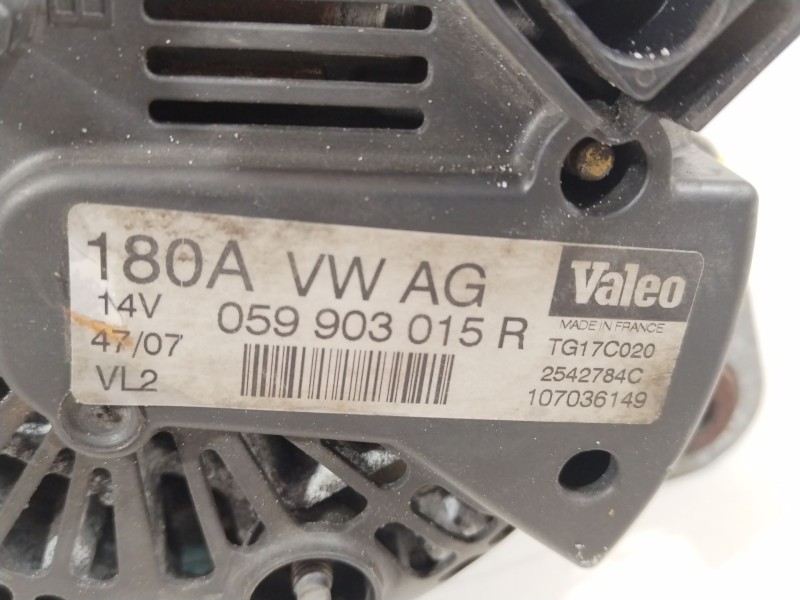 180A VW AG
14V
059 903 015 R
47/07
VL2
Valeo
MADE IN FRANCE
TG17C020
2542784C
107036149